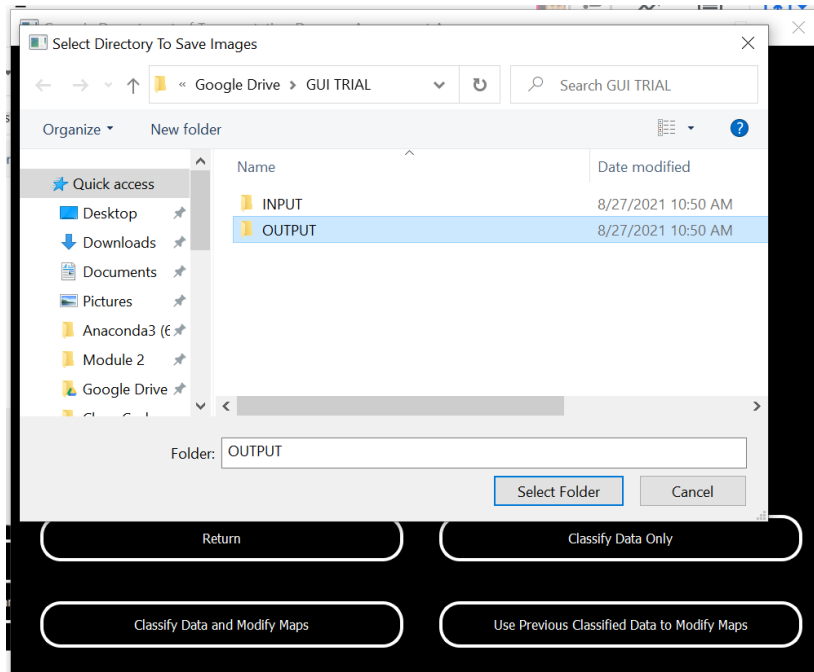 Select Directory To Save Images
« Google Drive > GUI TRIAL
Search GUI TRIAL
Organize
New folder
?
Name
Date modified
Quick access
INPUT
8/27/2021 10:50 AM
OUTPUT
8/27/2021 10:50 AM
Desktop
Downloads
Documents
Pictures
Anaconda3 (6
Module 2
Google Drive
Folder:
OUTPUT
Select Folder
Cancel
Return
Classify Data Only
Classify Data and Modify Maps
Use Previous Classified Data to Modify Maps